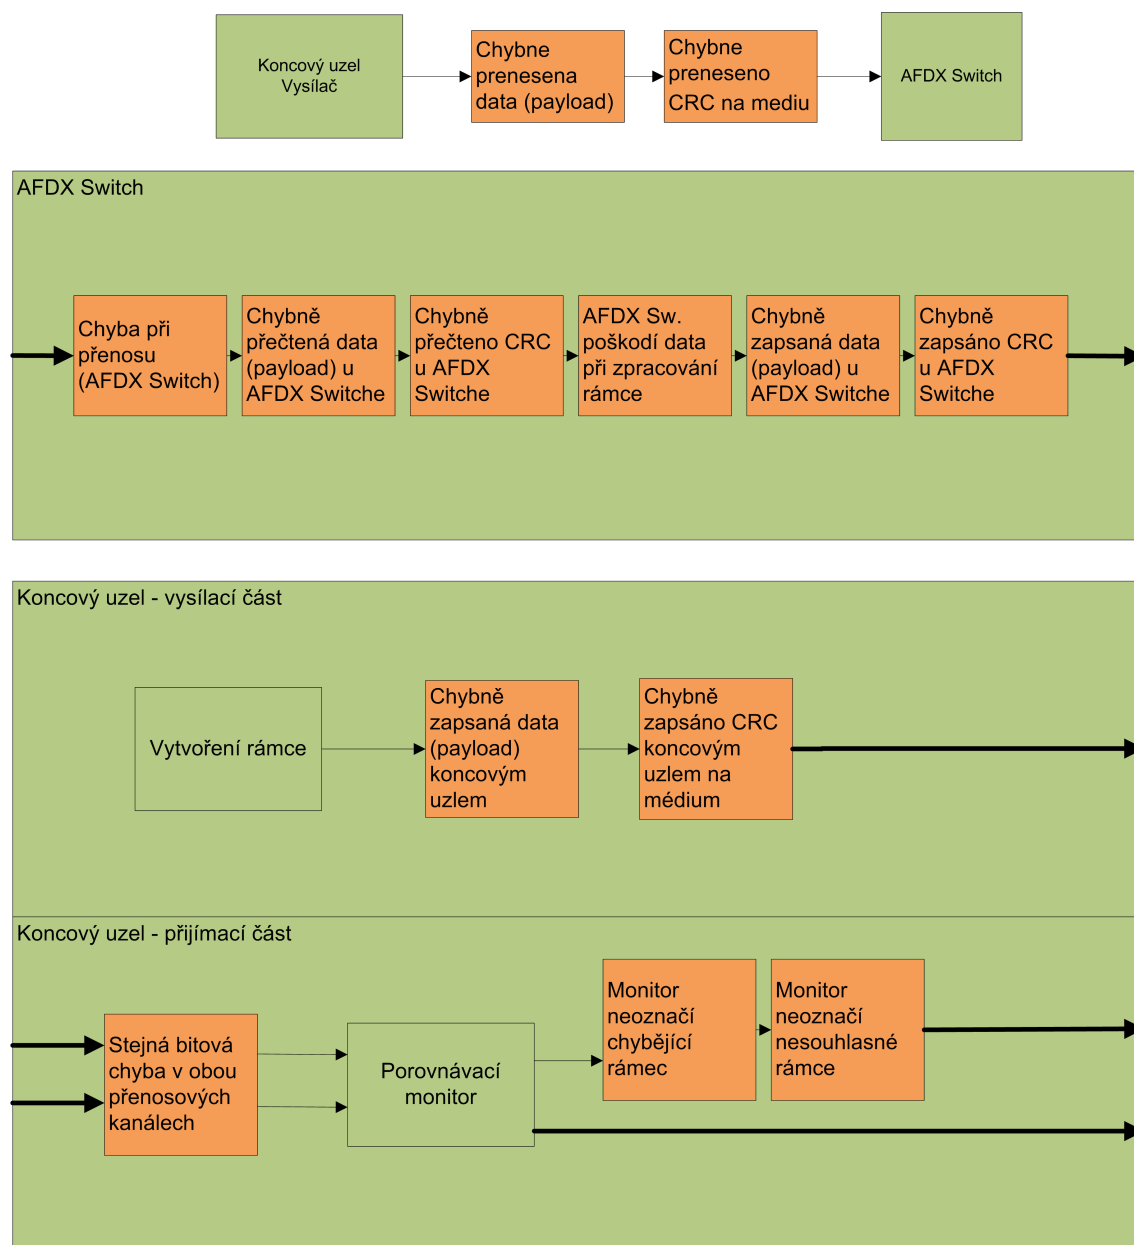 Koncový uzel
Vysílač
Chybne
prenesena
data (payload)
Chybne
preneseno
CRC na mediu
AFDX Switch
AFDX Switch
Chyba při
přenosu
(AFDX Switch)
Chybně
přečtená data
(payload) u
AFDX Switche
Chybně
přečteno CRC
u AFDX
Switche
AFDX Sw.
poškodí data
při zpracování
rámce
Chybně
zapsaná data
(payload) u
AFDX Switche
Chybně
zapsáno CRC
u AFDX
Switche
Koncový uzel - vysílací část
Vytvoření rámce
Chybně
zapsaná data
(payload)
koncovým
uzlem
Chybně
zapsáno CRC
koncovým
uzlem na
médium
Koncový uzel - přijímací část
Stejná bitová
chyba v obou
přenosových
kanálech
Porovnávací
monitor
Monitor
neoznačí
chybějící
rámec
Monitor
neoznačí
nesouhlasné
rámce